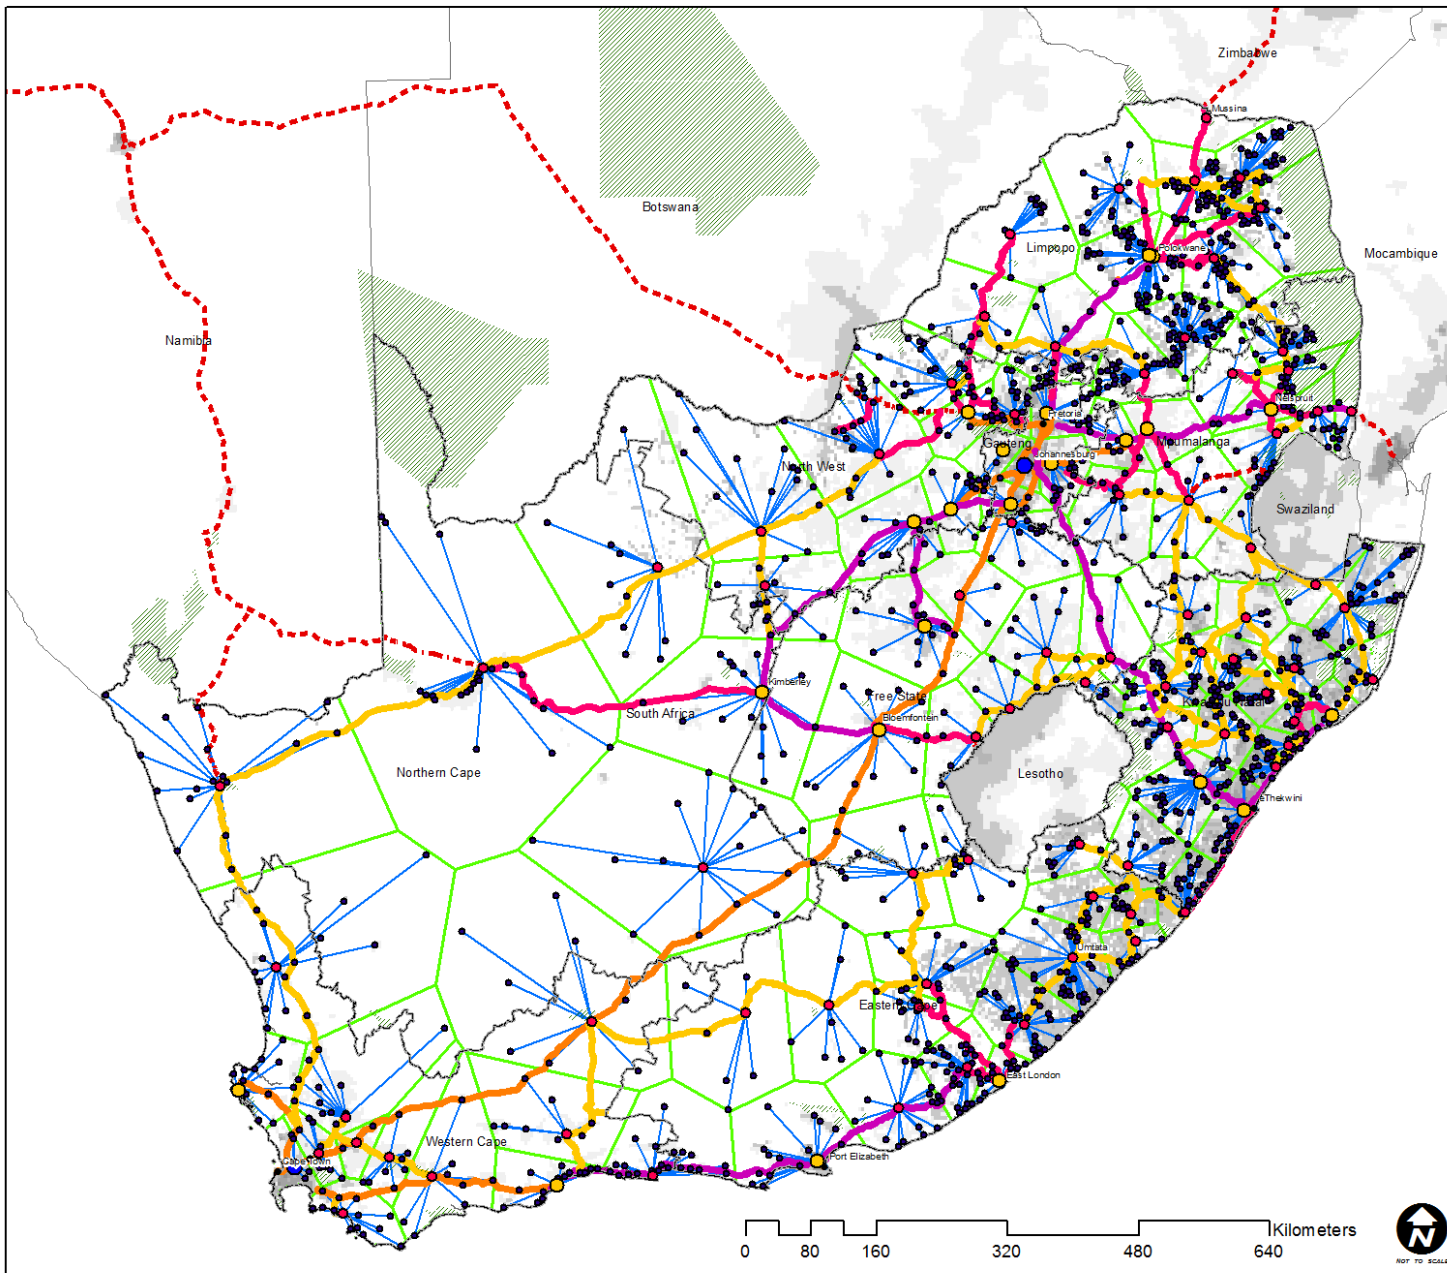 Zimbabwe
Mussina
Botswana
Limpopo
Polokwane
Mocambique
Namibia
Nelspruit
Pretoria
Gauteng
Mpumalanga
Johannesburg
North West
Swaziland
Kimberley
Free State
KwaZulu Natal
South Africa
Bloemfontein
Northern Cape
Lesotho
eThekwini
Umtata
Eastern Cape
East London
Western Cape
Port Elizabeth
Cape Town
Kilometers
0 80 160 320 480 640
N
NOT TO SCALE